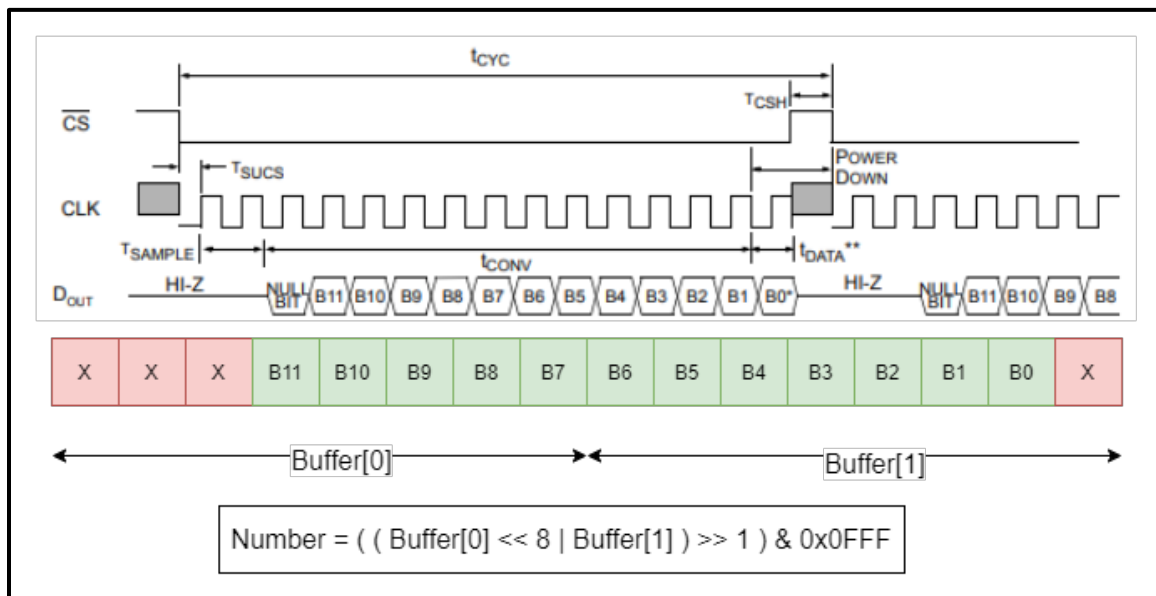 tCYC
TCSH
CS
TSUCS
POWER
DOWN
CLK
TSAMPLE
tCONV
tDATA**
DOUT
HI-Z
NULL
BIT
B11 B10 B9 B8 B7 B6 B5 B4 B3 B2 B1 B0*
HI-Z
NULL
BIT
B11 B10 B9 B8
X X X B11 B10 B9 B8 B7 B6 B5 B4 B3 B2 B1 B0 X
Buffer[0]
Buffer[1]
Number = ( ( Buffer[0] << 8 | Buffer[1] ) >> 1 ) & 0x0FFF